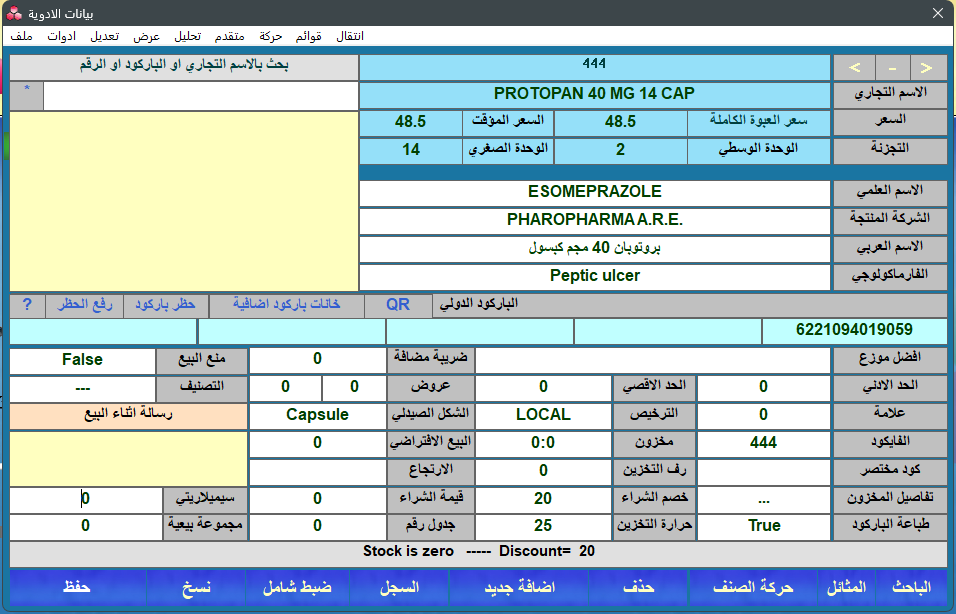 بيانات الادوية
ملف ادوات تعديل عرض تحليل متقدم حركة قوائم انتقال
بحث بالاسم التجاري او الباركود او الرقم
*
444
< - >
الاسم التجاري PROTOPAN 40 MG 14 CAP
السعر سعر العبوة الكاملة 48.5 السعر المؤقت 48.5
التجزئة الوحدة الوسطي 2 الوحدة الصغري 14
الاسم العلمي ESOMEPRAZOLE
الشركة المنتجة PHAROPHARMA A.R.E.
الاسم العربي بروتوبان 40 مجم كبسول
الفارماكولوجي Peptic ulcer
الباركود الدولي QR خانات باركود اضافية حظر باركود رفع الحظر ?
6221094019059
افضل موزع ضريبة مضافة 0 منع البيع False
الحد الادني 0 الحد الاقصي 0 عروض 0 0 التصنيف ---
علامة 0 الترخيص LOCAL الشكل الصيدلي Capsule رسالة اثناء البيع
الفايكود 444 مخزون 0:0 البيع الافتراضي 0
كود مختصر رف التخزين 0 الارتجاع
تفاصيل المخزون ... خصم الشراء 20 قيمة الشراء 0 سيميلاريتي 0
طباعة الباركود True حرارة التخزين 25 جدول رقم 0 مجموعة بيعية 0
Stock is zero ----- Discount= 20
الباحث المثائل حركة الصنف حذف اضافة جديد السجل ضبط شامل نسخ حفظ